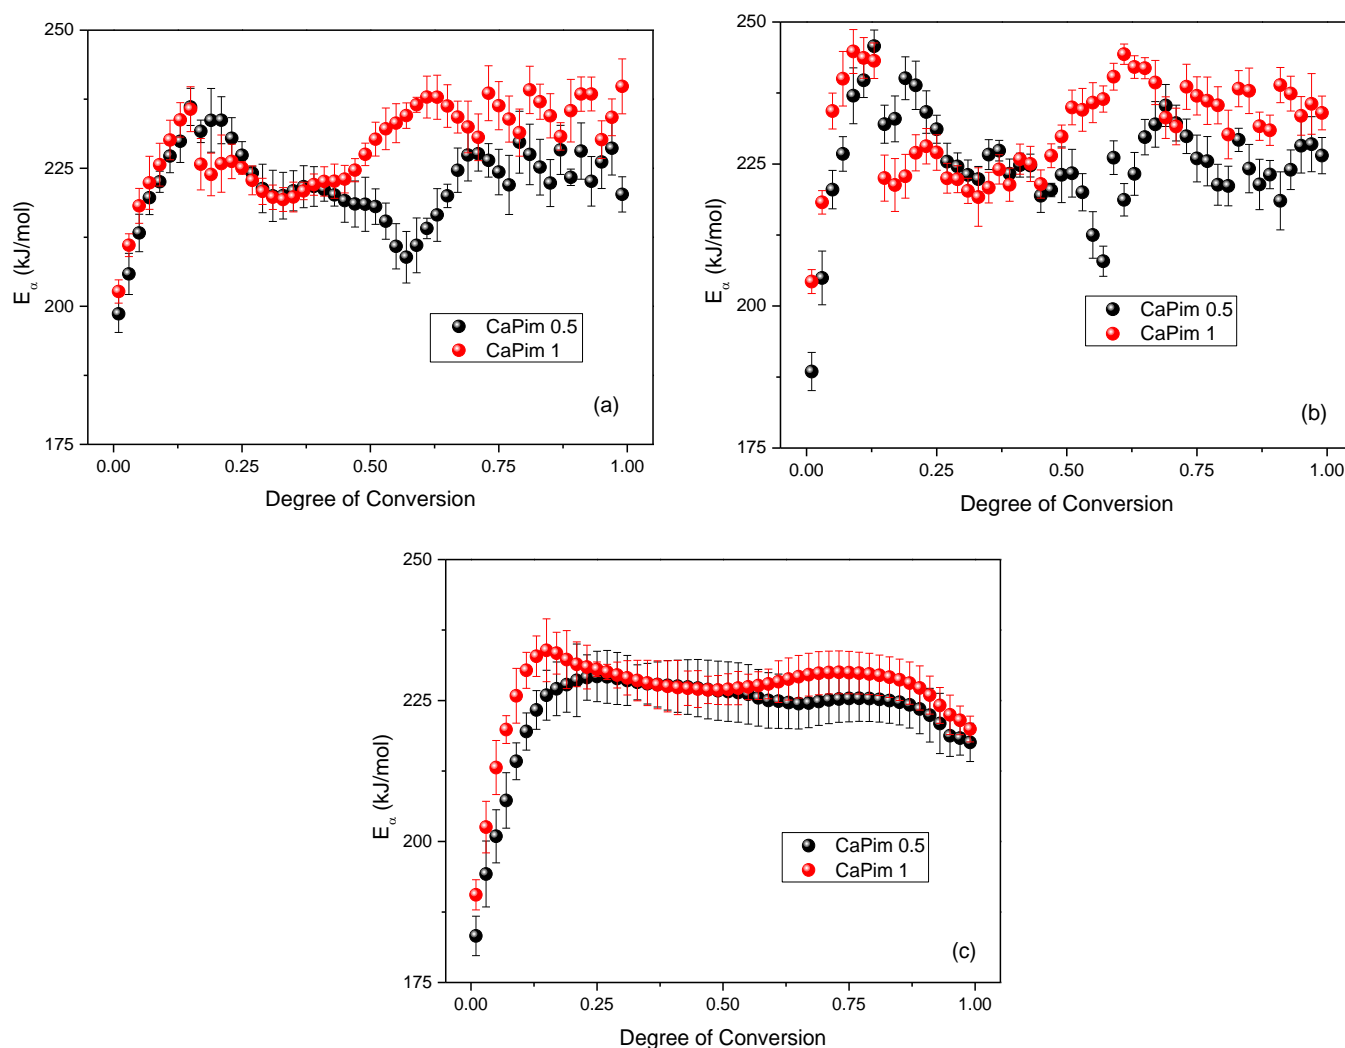 250
225
200
175
E_α (kJ/mol)
CaPim 0.5
CaPim 1
(a)
0.00 0.25 0.50 0.75 1.00
Degree of Conversion
250
225
200
175
E_α (kJ/mol)
CaPim 0.5
CaPim 1
(b)
0.00 0.25 0.50 0.75 1.00
Degree of Conversion
250
225
200
175
E_α (kJ/mol)
CaPim 0.5
CaPim 1
(c)
0.00 0.25 0.50 0.75 1.00
Degree of Conversion